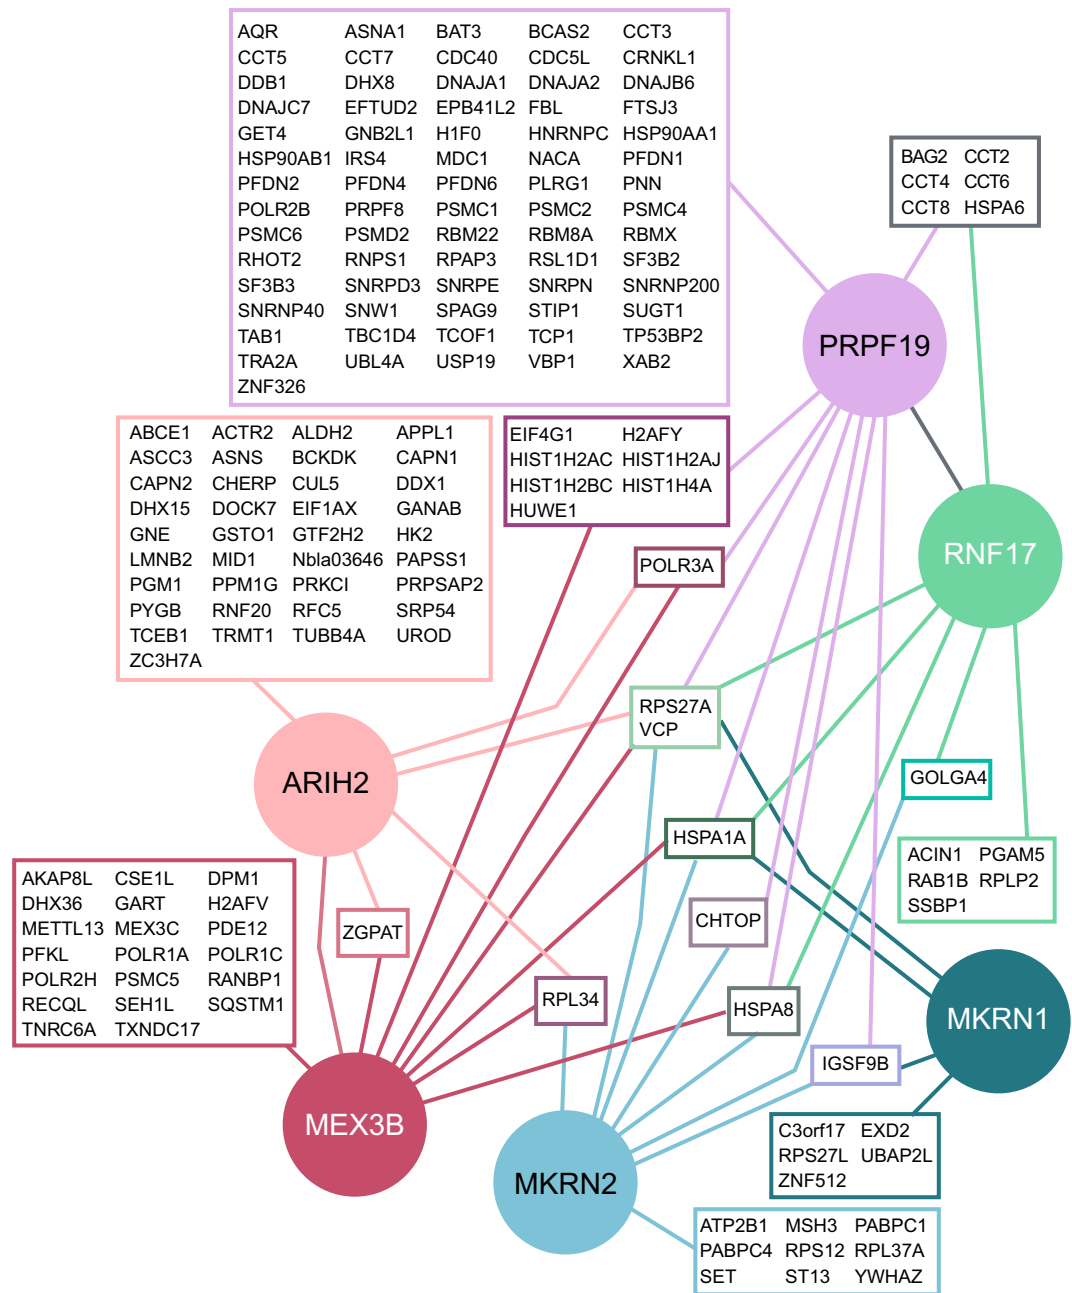 AQR ASNA1 BAT3 BCAS2 CCT3
CCT5 CCT7 CDC40 CDC5L CRNKL1
DDB1 DHX8 DNAJA1 DNAJA2 DNAJB6
DNAJC7 EFTUD2 EPB41L2 FBL FTSJ3
GET4 GNB2L1 H1F0 HNRNPC HSP90AA1
HSP90AB1 IRS4 MDC1 NACA PFDN1
PFDN2 PFDN4 PFDN6 PLRG1 PNN
POLR2B PRPF8 PSMC1 PSMC2 PSMC4
PSMC6 PSMD2 RBM22 RBM8A RBMX
RHOT2 RNPS1 RPAP3 RSL1D1 SF3B2
SF3B3 SNRPD3 SNRPE SNRPN SNRNP200
SNRNP40 SNW1 SPAG9 STIP1 SUGT1
TAB1 TBC1D4 TCOF1 TCP1 TP53BP2
TRA2A UBL4A USP19 VBP1 XAB2
ZNF326
BAG2 CCT2
CCT4 CCT6
CCT8 HSPA6
PRPF19
ABCE1 ACTR2 ALDH2 APPL1
ASCC3 ASNS BCKDK CAPN1
CAPN2 CHERP CUL5 DDX1
DHX15 DOCK7 EIF1AX GANAB
GNE GSTO1 GTF2H2 HK2
LMNB2 MID1 Nbla03646 PAPSS1
PGM1 PPM1G PRKCI PRPSAP2
PYGB RNF20 RFC5 SRP54
TCEB1 TRMT1 TUBB4A UROD
ZC3H7A
EIF4G1 H2AFY
HIST1H2AC HIST1H2AJ
HIST1H2BC HIST1H4A
HUWE1
POLR3A
RNF17
RPS27A
VCP
ARIH2
GOLGA4
HSPA1A
ACIN1 PGAM5
RAB1B RPLP2
SSBP1
AKAP8L CSE1L DPM1
DHX36 GART H2AFV
METTL13 MEX3C PDE12
PFKL POLR1A POLR1C
POLR2H PSMC5 RANBP1
RECQL SEH1L SQSTM1
TNRC6A TXNDC17
ZGPAT
CHTOP
RPL34
HSPA8
MKRN1
IGSF9B
MEX3B
C3orf17 EXD2
RPS27L UBAP2L
ZNF512
MKRN2
ATP2B1 MSH3 PABPC1
PABPC4 RPS12 RPL37A
SET ST13 YWHAZ